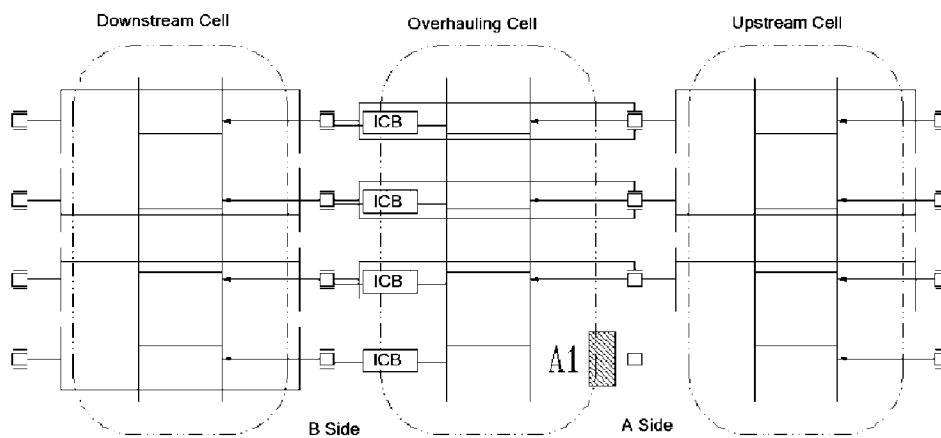 Downstream Cell
Overhauling Cell
Upstream Cell
ICB
ICB
ICB
ICB
A1
B Side
A Side